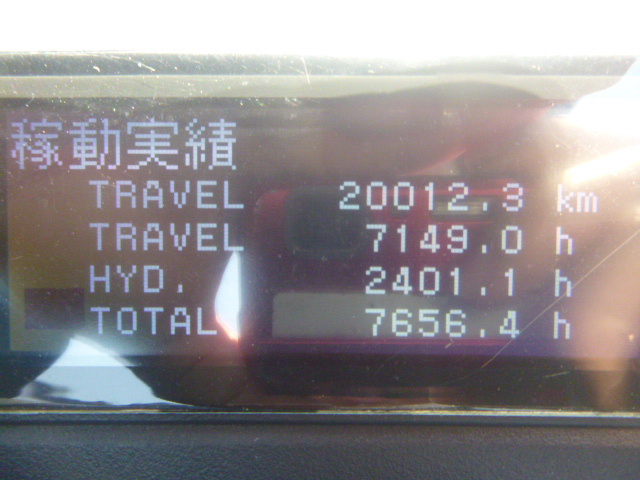 稼動実績
TRAVEL 20012.3 km
TRAVEL 7149.0 h
HYD. 2401.1 h
TOTAL 7656.4 h